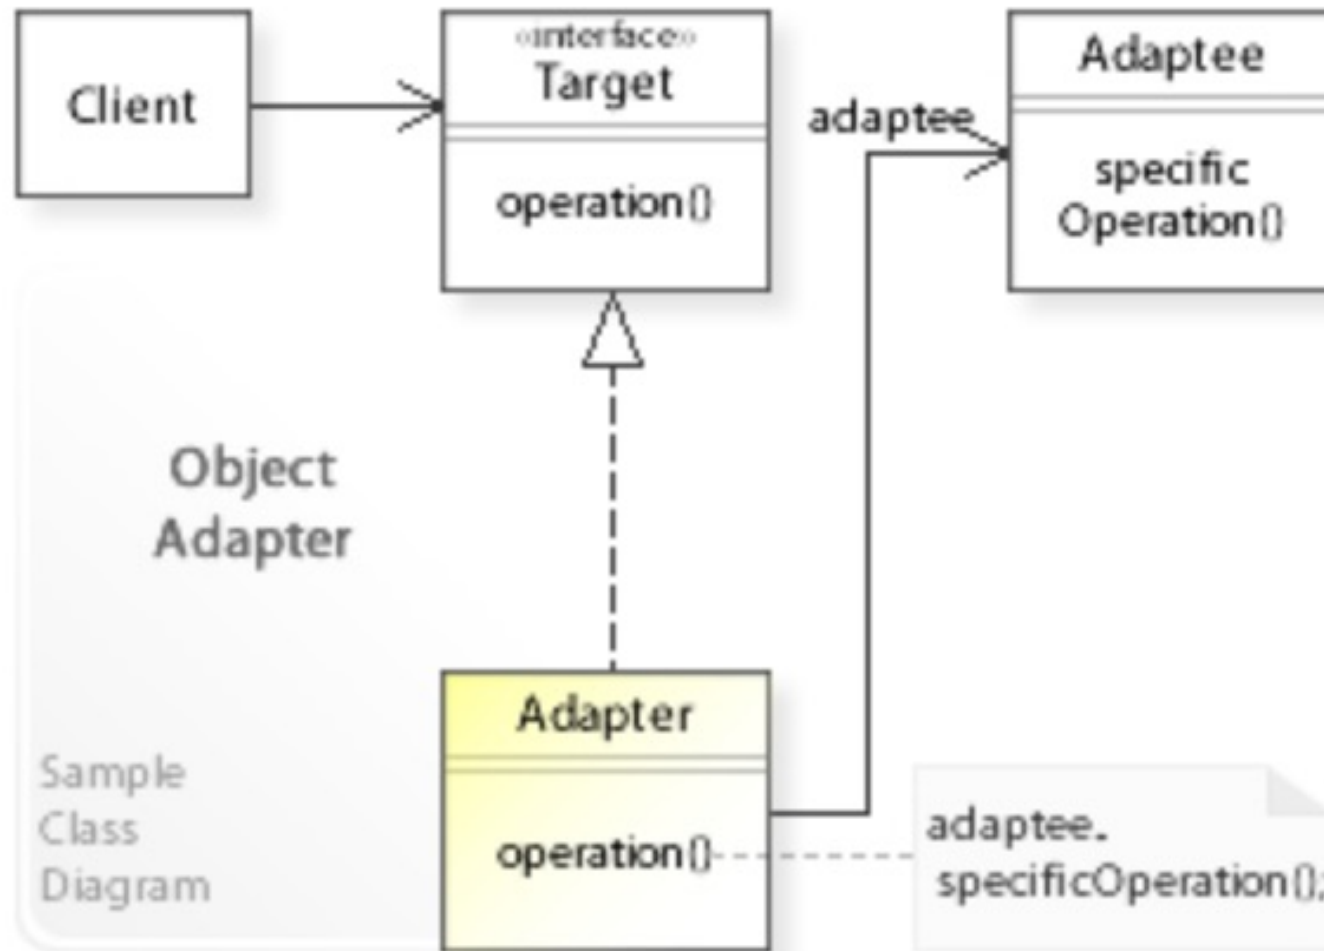 Client
«interface»
Target
operation()
adaptee
Adaptee
specific
Operation()
Object
Adapter
Sample
Class
Diagram
Adapter
operation()
adaptee.
specificOperation();